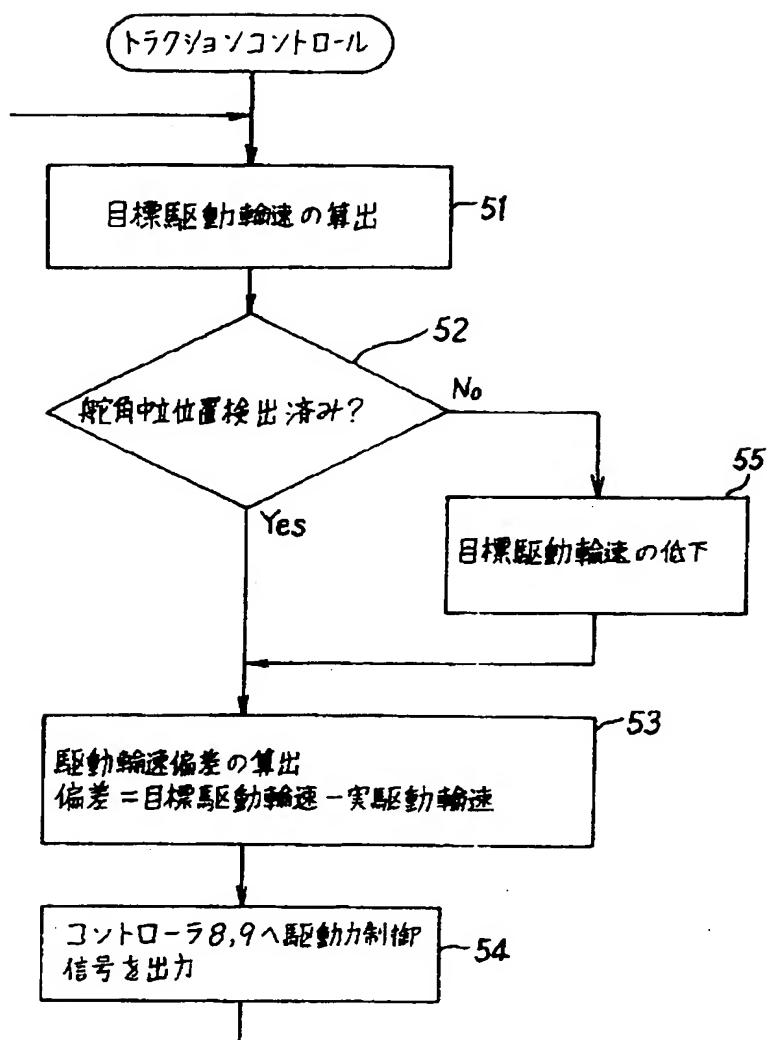 トラクションコントロール
目標駆動輪速の算出
51
52
舵角中立位置検出済み?
No
Yes
55
目標駆動輪速の低下
53
駆動輪速偏差の算出
偏差=目標駆動輪速-実駆動輪速
コントローラ8,9へ駆動力制御
信号を出力
54